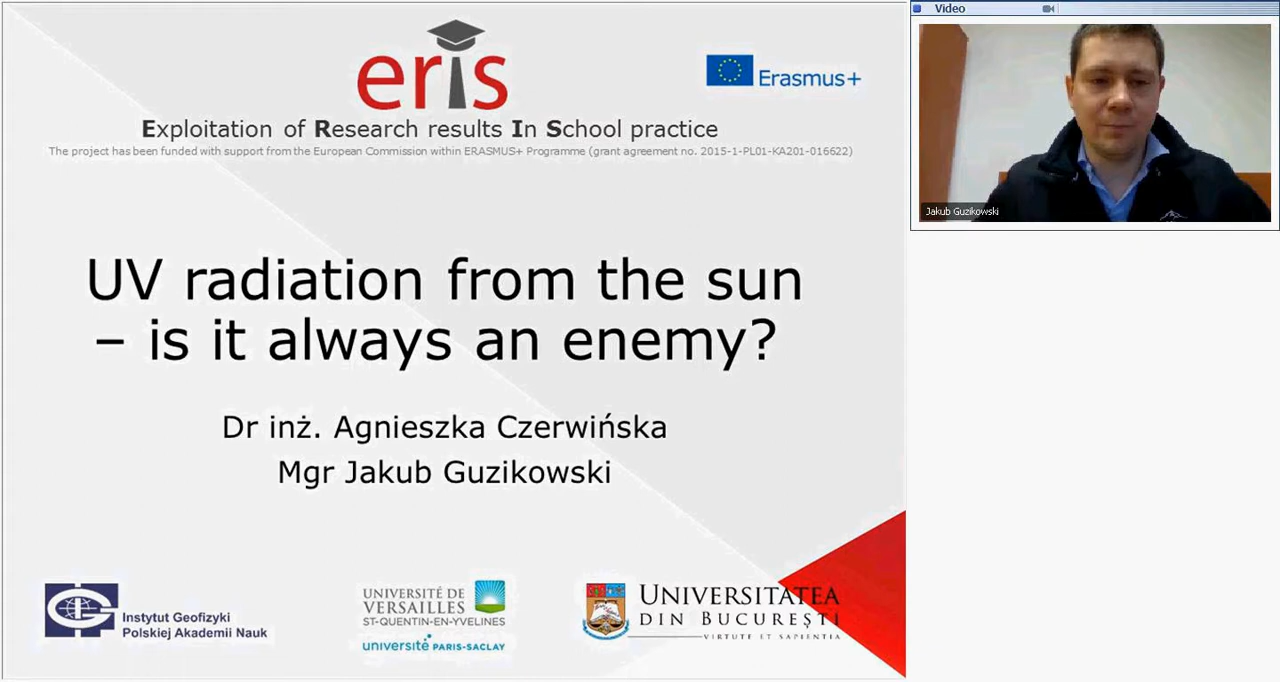 eris
Erasmus+
Exploitation of Research results In School practice
The project has been funded with support from the European Commission within ERASMUS+ Programme (grant agreement no. 2015-1-PL01-KA201-016622)
UV radiation from the sun
– is it always an enemy?
Dr inż. Agnieszka Czerwińska
Mgr Jakub Guzikowski
Instytut Geofizyki
Polskiej Akademii Nauk
UNIVERSITÉ DE
VERSAILLES
ST-QUENTIN-EN-YVELINES
université PARIS-SACLAY
UNIVERSITATEA
DIN BUCUREȘTI
VIRTUTE ET SAPIENTIA
Video
Jakub Guzikowski